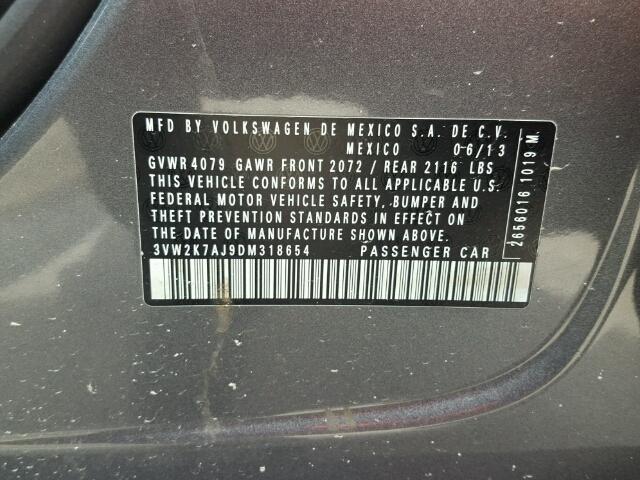 MFD BY VOLKSWAGEN DE MEXICO S.A. DE C.V.
MEXICO 06/13
GVWR 4079 GAWR FRONT 2072 / REAR 2116 LBS
THIS VEHICLE CONFORMS TO ALL APPLICABLE U.S.
FEDERAL MOTOR VEHICLE SAFETY, BUMPER AND
THEFT PREVENTION STANDARDS IN EFFECT ON
THE DATE OF MANUFACTURE SHOWN ABOVE.
3VW2K7AJ9DM318654 PASSENGER CAR
2656016 1019 M.